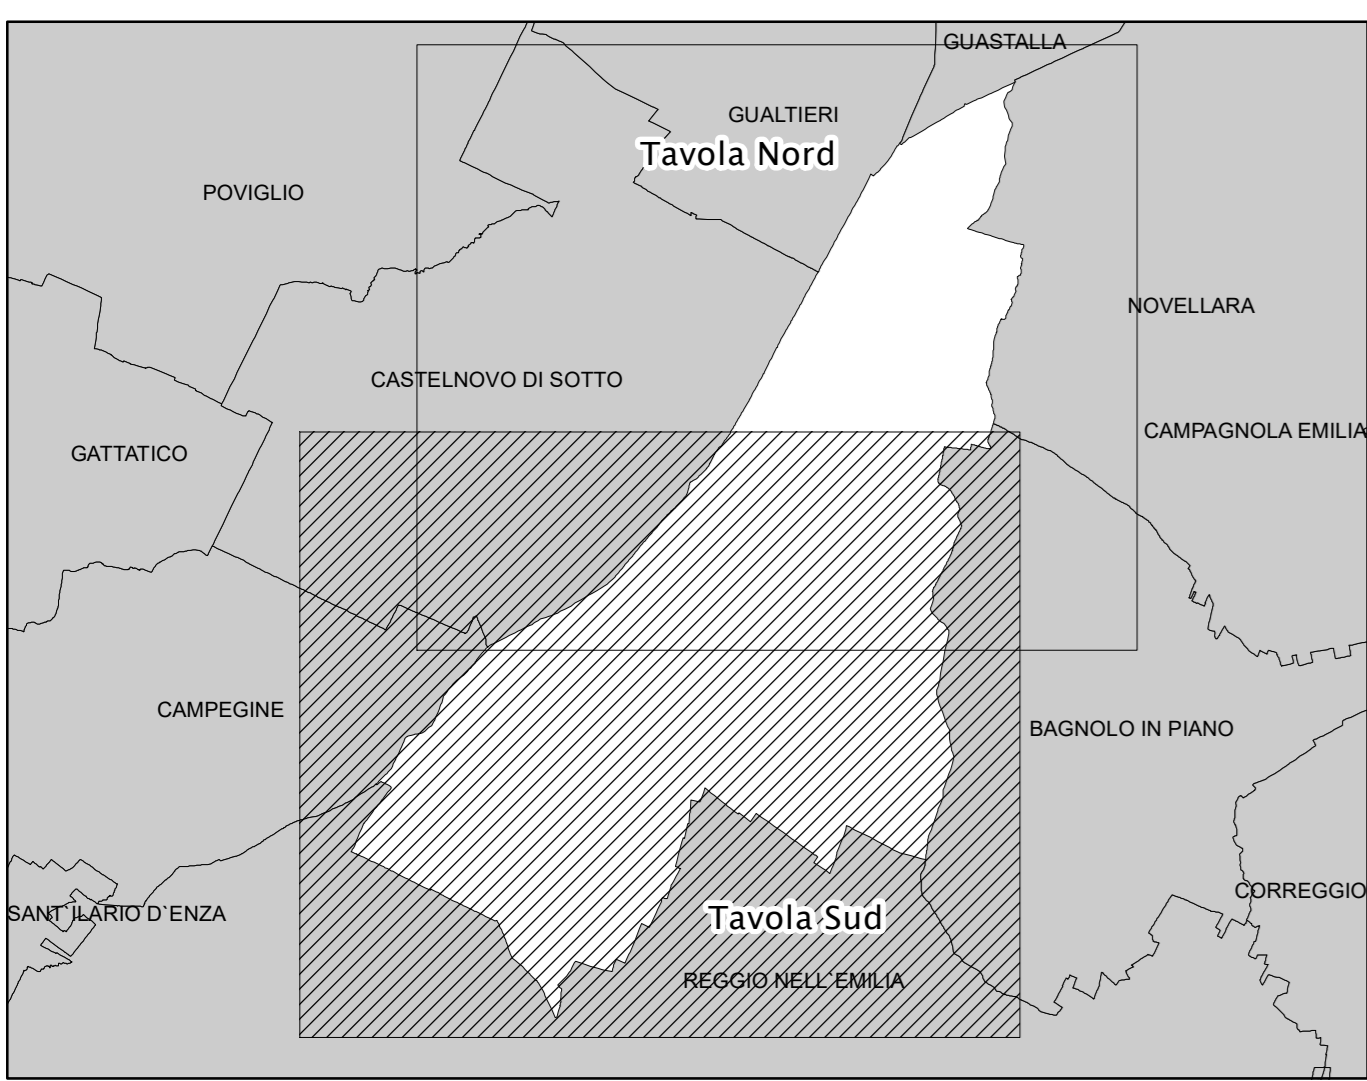 GUASTALLA
GUALTIERI
Tavola Nord
POVIGLIO
NOVELLARA
CASTELNOVO DI SOTTO
CAMPAGNOLA EMILIA
GATTATICO
CAMPEGINE
BAGNOLO IN PIANO
CORREGGIO
SANT`ILARIO D`ENZA
Tavola Sud
REGGIO NELL`EMILIA